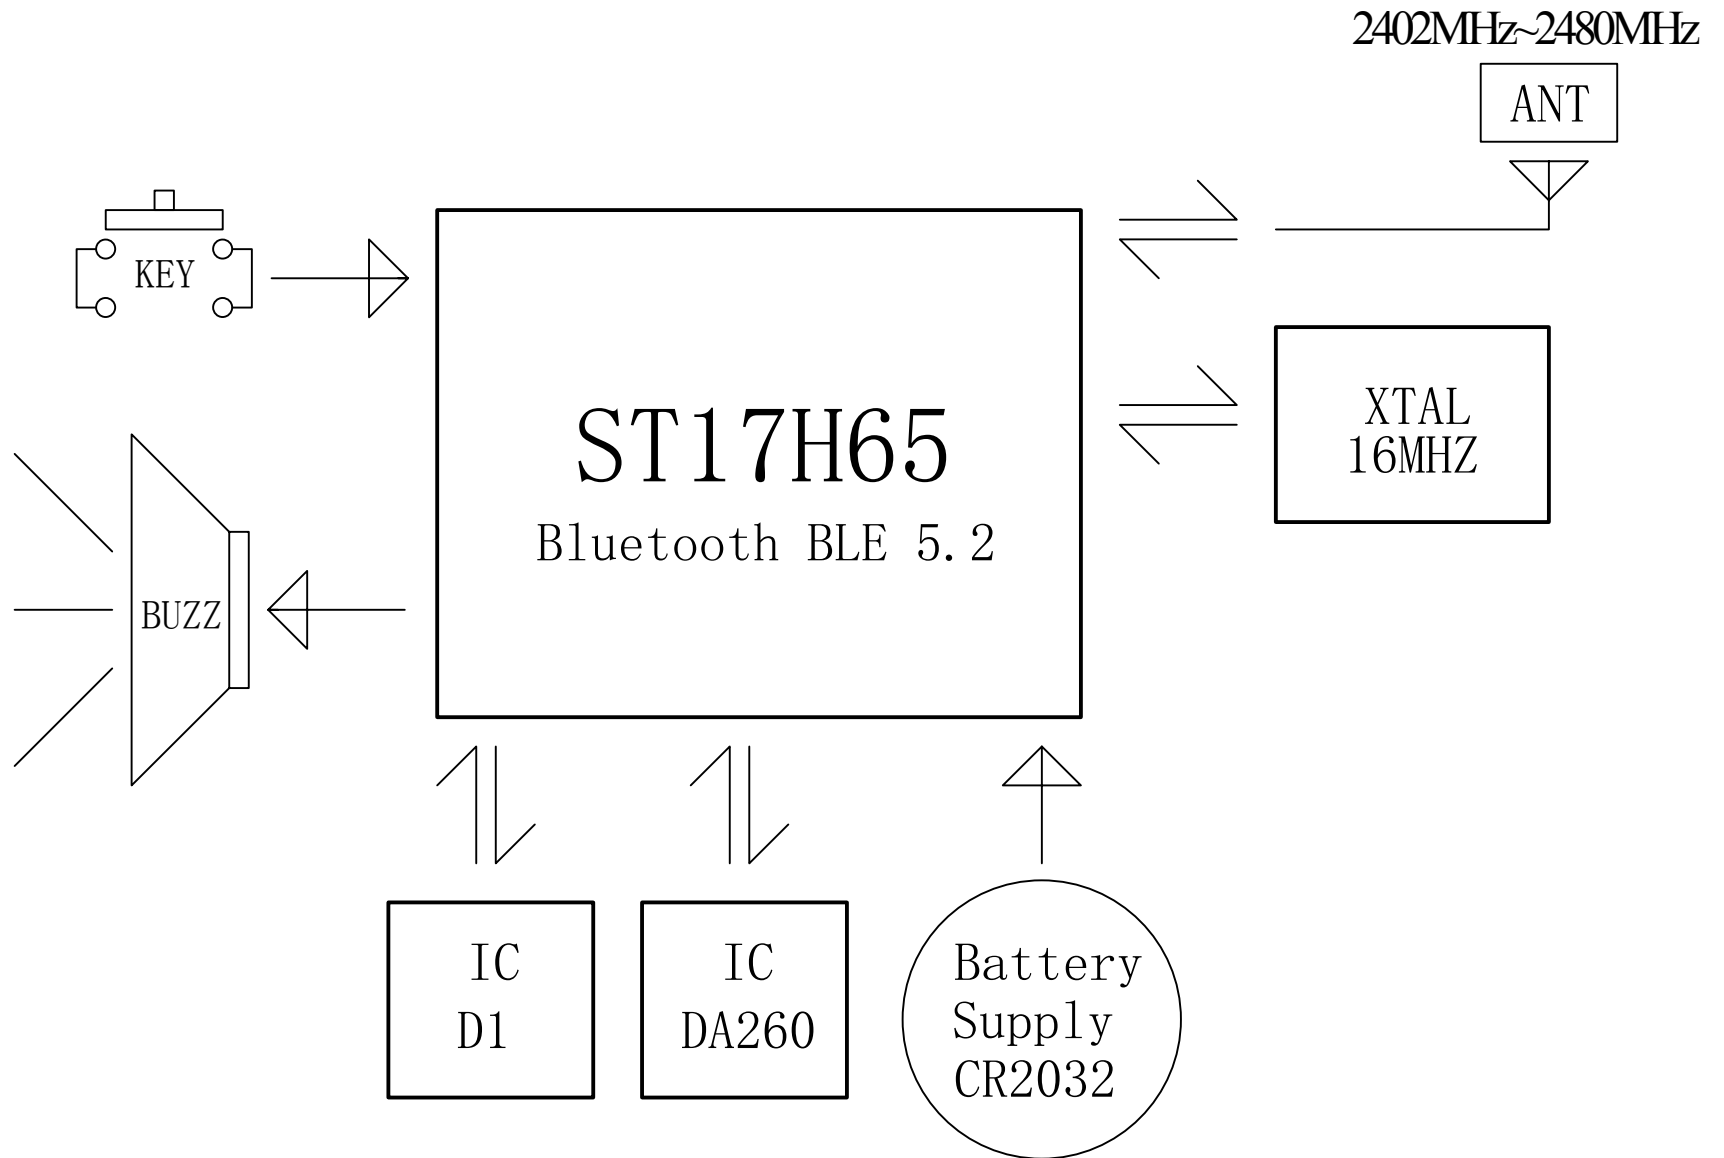 2402MHz~2480MHz
ANT
KEY
ST17H65
Bluetooth BLE 5.2
XTAL
16MHZ
BUZZ
IC
D1
IC
DA260
Battery
Supply
CR2032